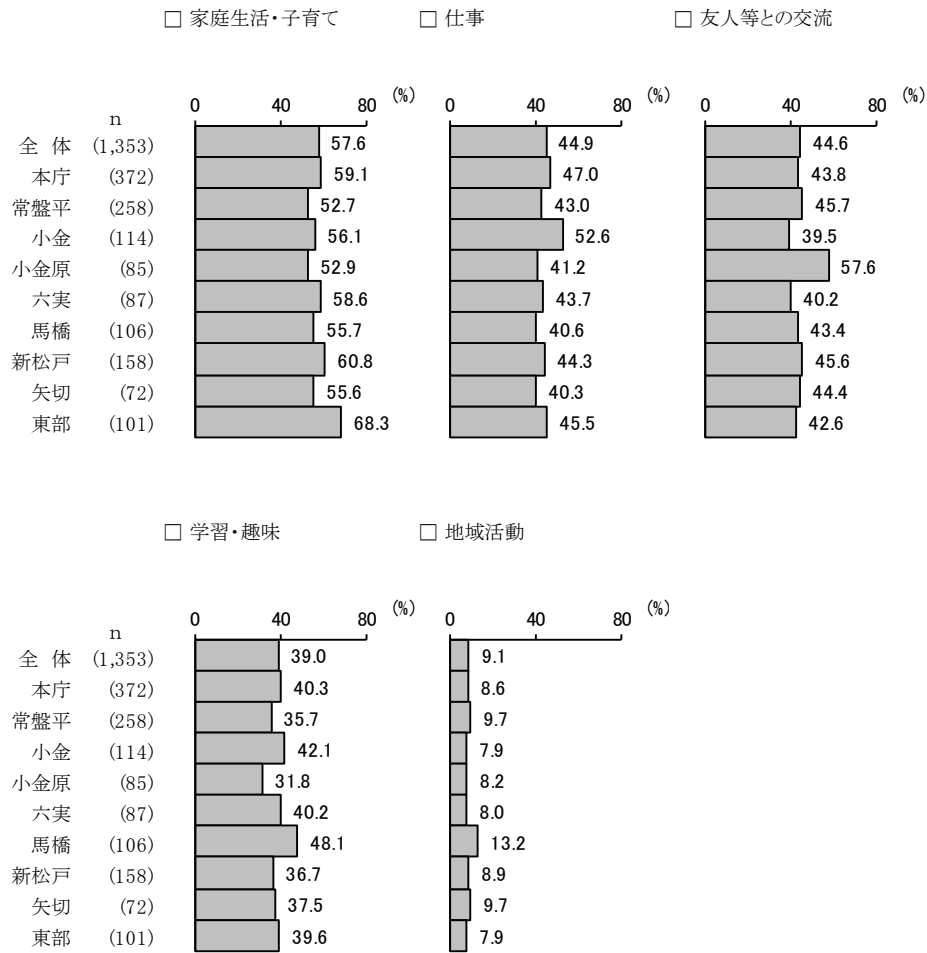 □ 家庭生活・子育て □ 仕事 □ 友人等との交流
0 40 80 (%) 0 40 80 (%) 0 40 80 (%)
n
全 体 (1,353) 57.6 44.9 44.6
本庁 (372) 59.1 47.0 43.8
常盤平 (258) 52.7 43.0 45.7
小金 (114) 56.1 52.6 39.5
小金原 (85) 52.9 41.2 57.6
六実 (87) 58.6 43.7 40.2
馬橋 (106) 55.7 40.6 43.4
新松戸 (158) 60.8 44.3 45.6
矢切 (72) 55.6 40.3 44.4
東部 (101) 68.3 45.5 42.6
□ 学習・趣味 □ 地域活動
0 40 80 (%) 0 40 80 (%)
n
全 体 (1,353) 39.0 9.1
本庁 (372) 40.3 8.6
常盤平 (258) 35.7 9.7
小金 (114) 42.1 7.9
小金原 (85) 31.8 8.2
六実 (87) 40.2 8.0
馬橋 (106) 48.1 13.2
新松戸 (158) 36.7 8.9
矢切 (72) 37.5 9.7
東部 (101) 39.6 7.9